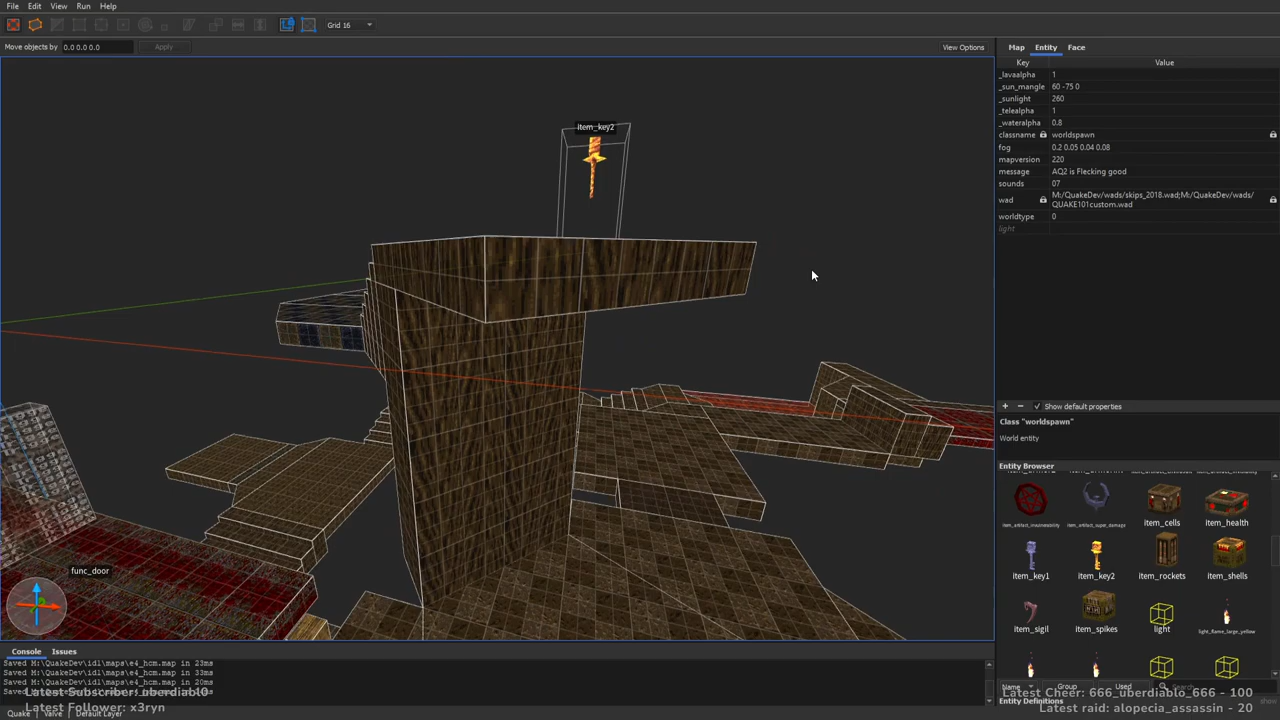 File Edit View Run Help
Grid 16
Move objects by 0.0 0.0 0.0 Apply View Options
Map Entity Face
Key Value
_lavaalpha 1
_sun_mangle 60 -75 0
_sunlight 260
_telealpha 1
_wateralpha 0.8
classname worldspawn
fog 0.2 0.05 0.04 0.08
mapversion 220
message AQ2 is Flecking good
sounds 07
wad M:/QuakeDev/wads/skips_2018.wad;M:/QuakeDev/wads/
QUAKE101custom.wad
worldtype 0
light
item_key2
func_door
Show default properties
Class "worldspawn"
World entity
Entity Browser
item_artifact_invulnerability item_artifact_super_damage item_cells item_health
item_key1 item_key2 item_rockets item_shells
item_sigil item_spikes light light_flame_large_yellow
Name Group Used Search
Entity Definitions
Console Issues
Saved M:\QuakeDev\id1\maps\e4_hcm.map in 23ms
Saved M:\QuakeDev\id1\maps\e4_hcm.map in 33ms
Saved M:\QuakeDev\id1\maps\e4_hcm.map in 20ms
Latest Follower: x3ryn
Latest Cheer: 666_uberdiablo_666 - 100
Latest raid: alopecia_assassin - 20
Quake Valve Default Layer